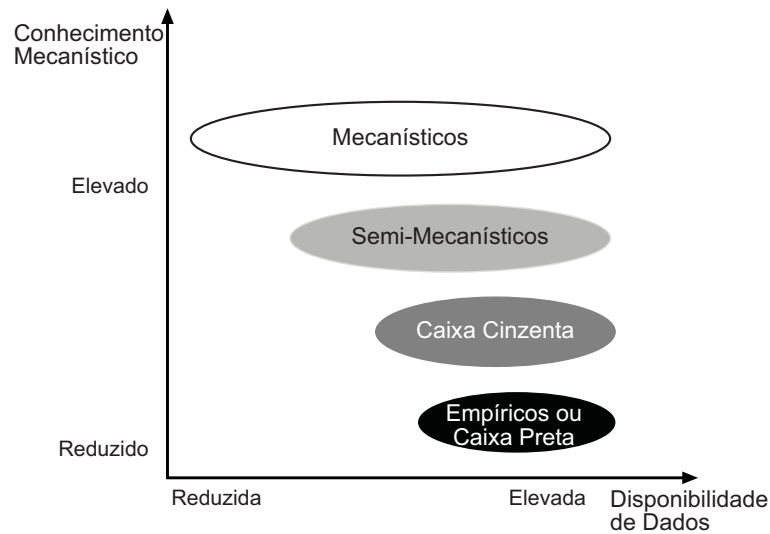 Conhecimento
Mecanístico
Mecanísticos
Elevado
Semi-Mecanísticos
Caixa Cinzenta
Empíricos ou
Caixa Preta
Reduzido
Reduzida
Elevada
Disponibilidade
de Dados